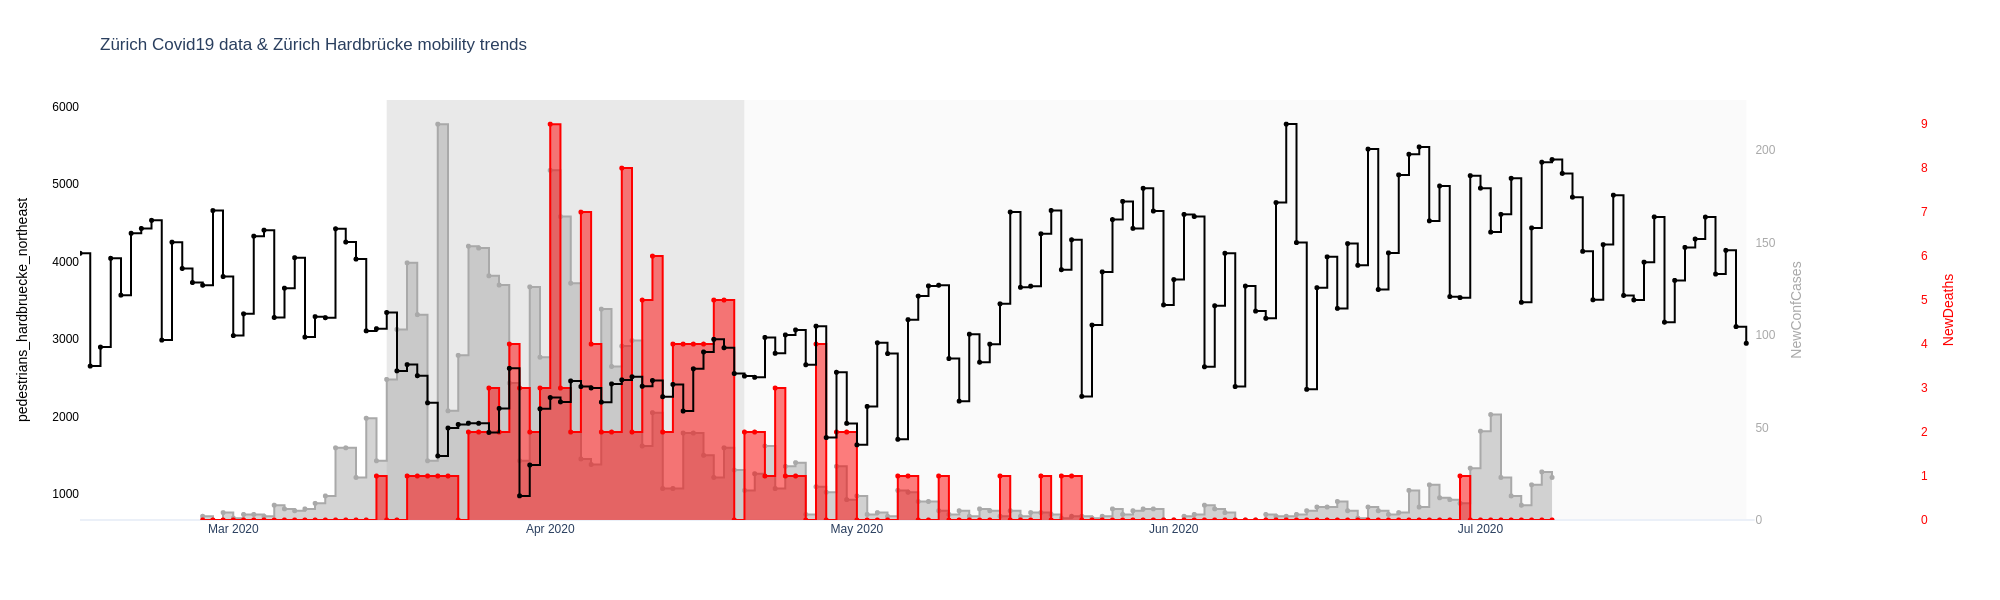 Zürich Covid19 data & Zürich Hardbrücke mobility trends
pedestrians_hardbruecke_northeast
6000
5000
4000
3000
2000
1000
Mar 2020
Apr 2020
May 2020
Jun 2020
Jul 2020
200
150
100
50
0
NewConfCases
9
8
7
6
5
4
3
2
1
0
NewDeaths